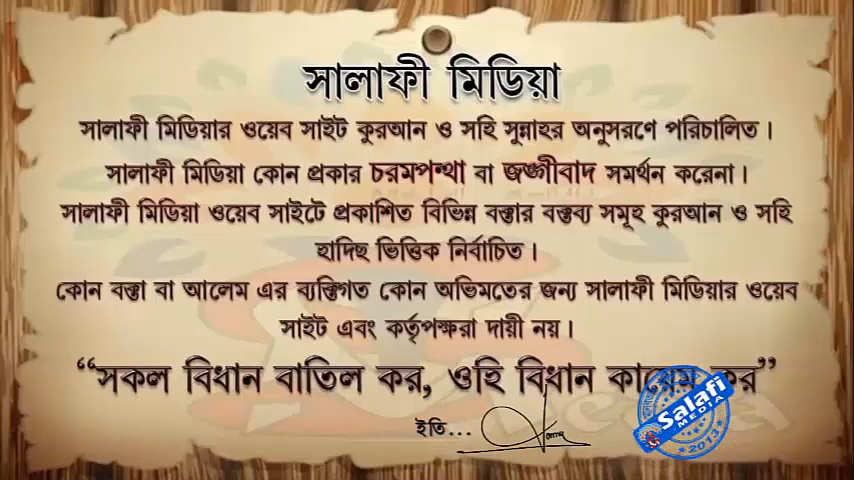 সালাফী মিডিয়া
সালাফী মিডিয়ার ওয়েব সাইট কুরআন ও সহি সুন্নাহর অনুসরণে পরিচালিত।
সালাফী মিডিয়া কোন প্রকার চরমপন্থা বা জঙ্গীবাদ সমর্থন করেনা।
সালাফী মিডিয়া ওয়েব সাইটে প্রকাশিত বিভিন্ন বক্তার বক্তব্য সমূহ কুরআন ও সহি
হাদিছ ভিত্তিক নির্বাচিত।
কোন বক্তা বা আলেম এর ব্যক্তিগত কোন অভিমতের জন্য সালাফী মিডিয়ার ওয়েব
সাইট এবং কর্তৃপক্ষরা দায়ী নয়।
“সকল বিধান বাতিল কর, ওহি বিধান কায়েম কর”
ইতি...
Salafi
MEDIA
2013